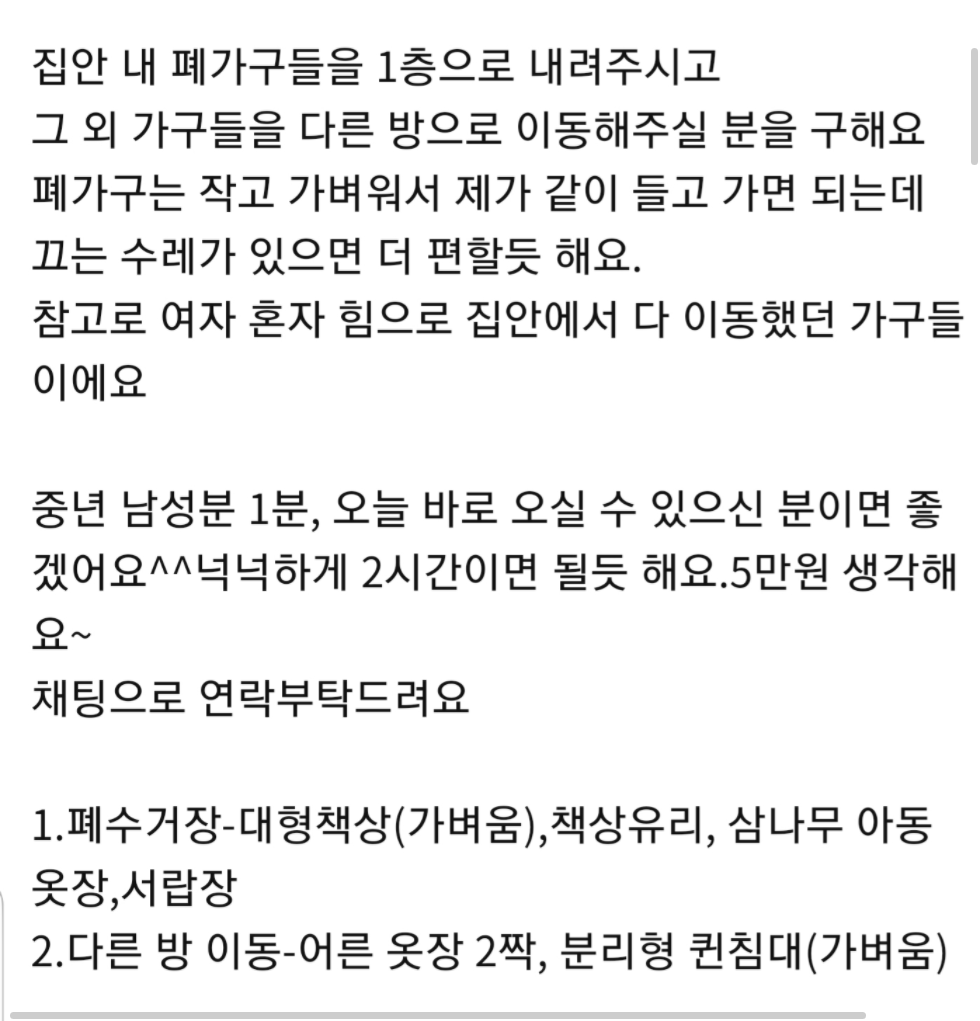 집안 내 폐가구들을 1층으로 내려주시고
그 외 가구들을 다른 방으로 이동해주실 분을 구해요
폐가구는 작고 가벼워서 제가 같이 들고 가면 되는데
끄는 수레가 있으면 더 편할듯 해요.
참고로 여자 혼자 힘으로 집안에서 다 이동했던 가구들
이에요
중년 남성분 1분, 오늘 바로 오실 수 있으신 분이면 좋
겠어요^^넉넉하게 2시간이면 될듯 해요.5만원 생각해
요~
채팅으로 연락부탁드려요
1.폐수거장-대형책상(가벼움),책상유리, 삼나무 아동
옷장,서랍장
2.다른 방 이동-어른 옷장 2짝, 분리형 퀸침대(가벼움)